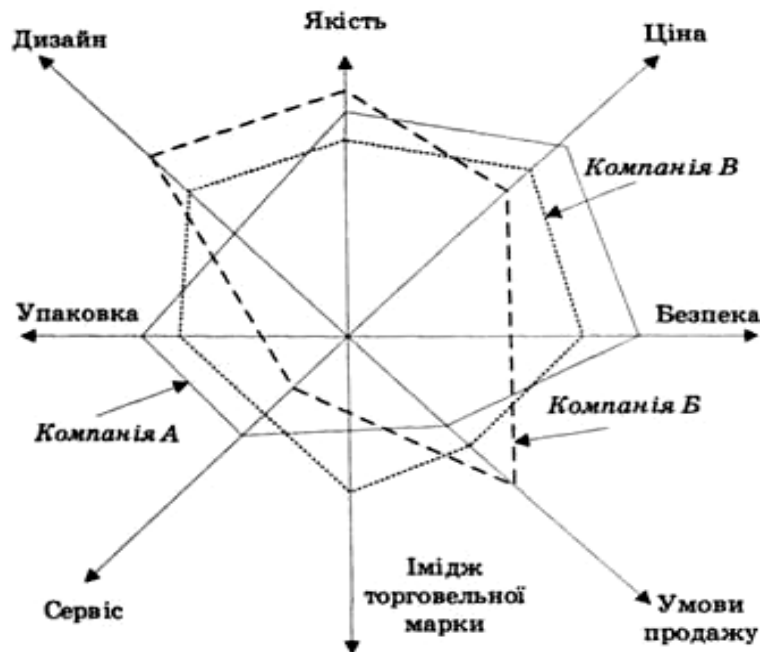 Якість
Дизайн
Ціна
Компанія В
Упаковка
Безпека
Компанія Б
Компанія А
Імідж
торговельної
марки
Сервіс
Умови
продажу